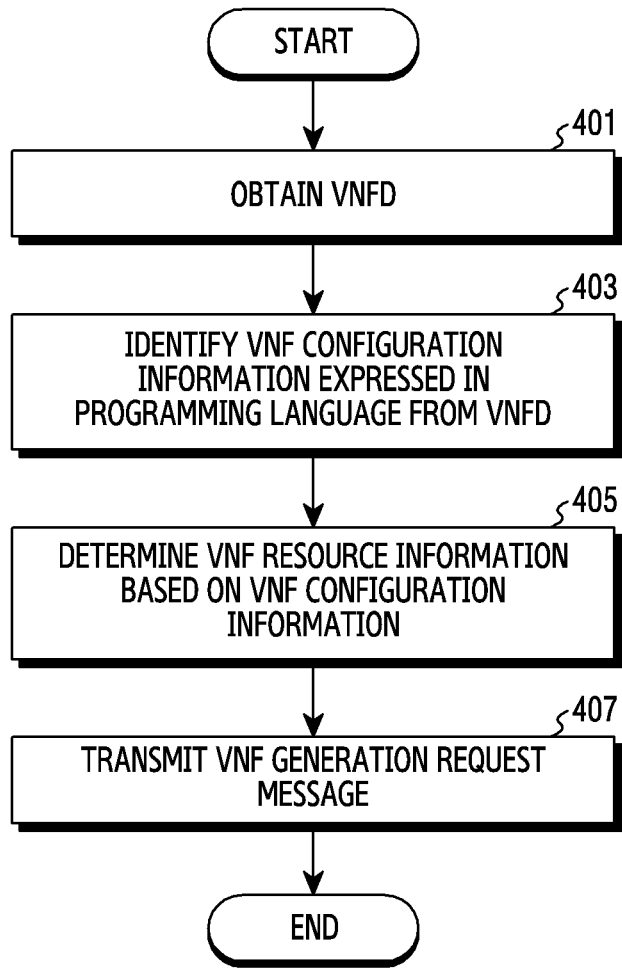 START
401
OBTAIN VNFD
403
IDENTIFY VNF CONFIGURATION
INFORMATION EXPRESSED IN
PROGRAMMING LANGUAGE FROM VNFD
405
DETERMINE VNF RESOURCE INFORMATION
BASED ON VNF CONFIGURATION
INFORMATION
407
TRANSMIT VNF GENERATION REQUEST
MESSAGE
END